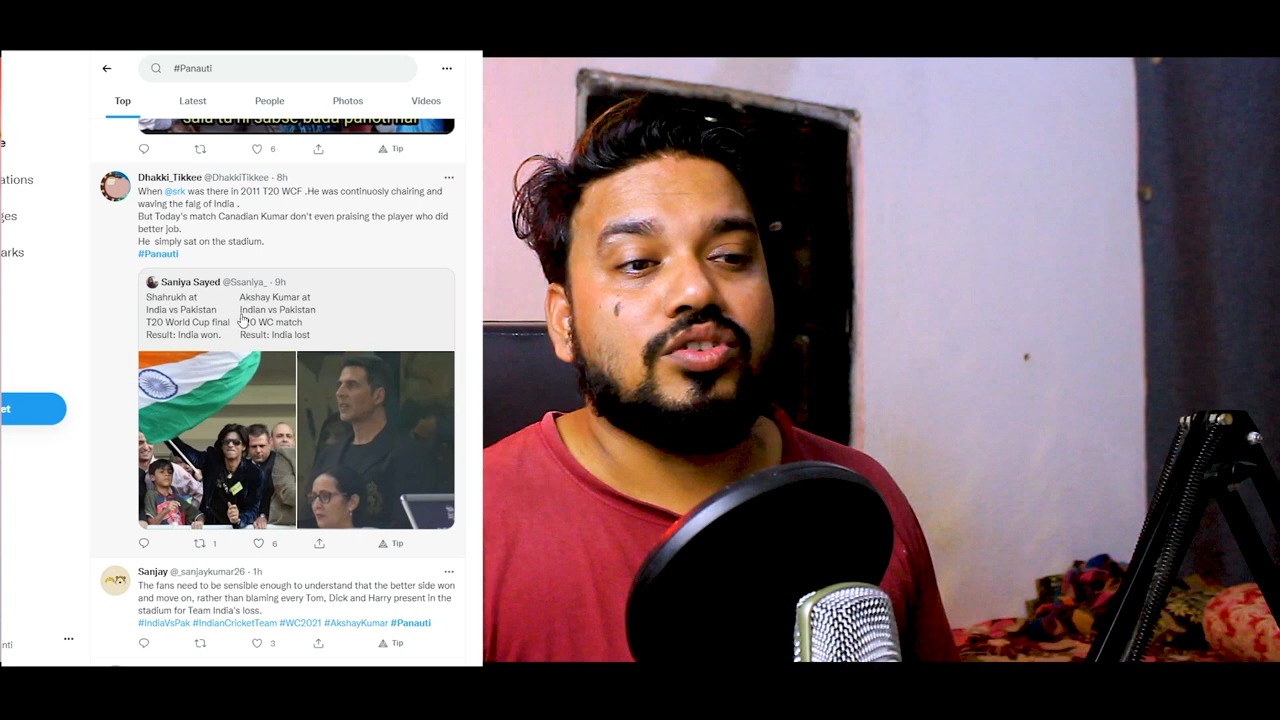 #Panauti
Top
Latest
People
Photos
Videos
6
Tip
Dhakki_Tikkee @DhakkiTikkee · 8h
When @srk was there in 2011 T20 WCF .He was continuosly chairing and
waving the falg of India .
But Today's match Canadian Kumar don't even praising the player who did
better job.
He simply sat on the stadium.
#Panauti
Saniya Sayed @Ssaniya_ · 9h
Shahrukh at
India vs Pakistan
T20 World Cup final
Result: India won.
Akshay Kumar at
Indian vs Pakistan
WC match
Result: India lost
1
6
Tip
Sanjay @_sanjaykumar26 · 1h
The fans need to be sensible enough to understand that the better side won
and move on, rather than blaming every Tom, Dick and Harry present in the
stadium for Team India's loss.
#IndiaVsPak #IndianCricketTeam #WC2021 #AkshayKumar #Panauti
3
Tip